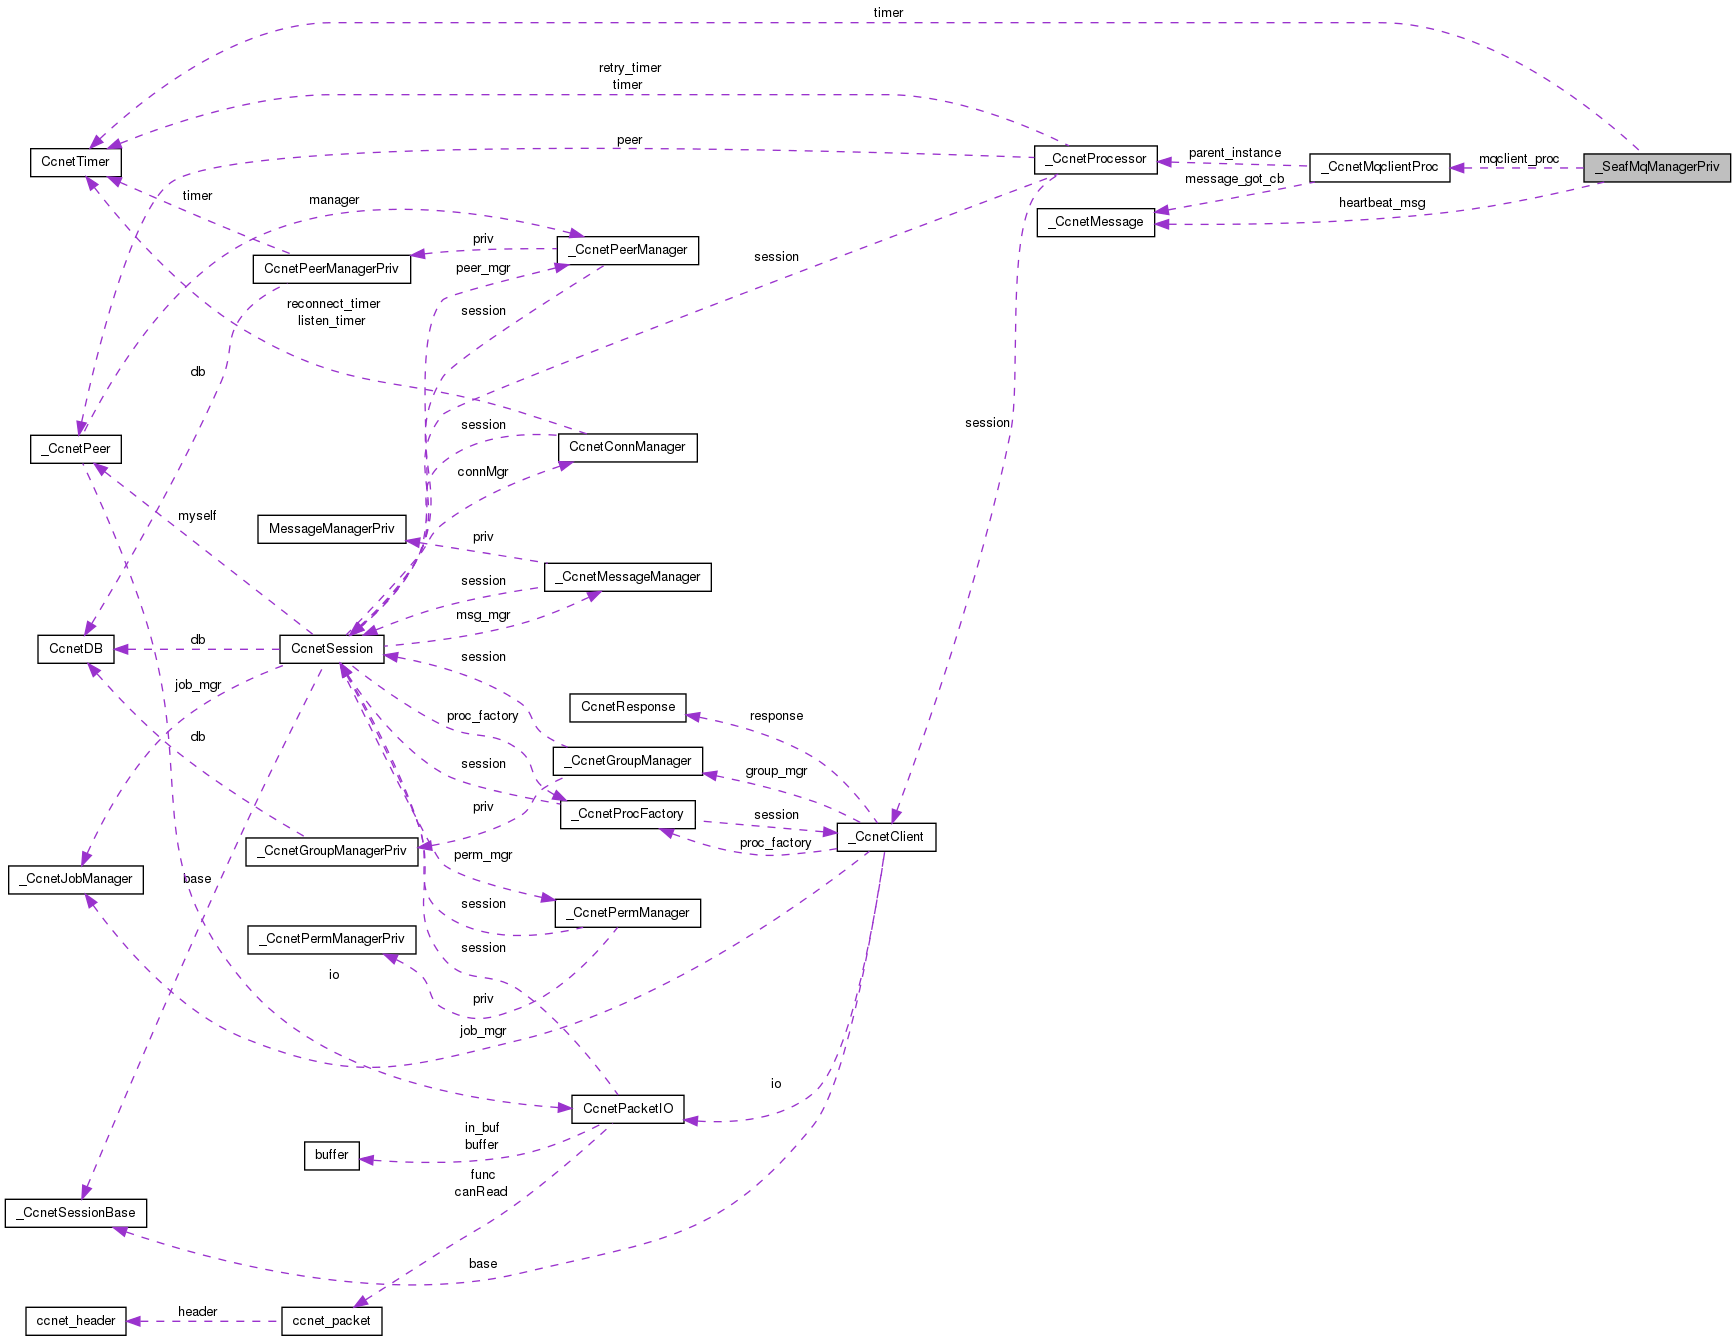 timer
retry_timer
timer
peer
CcnetTimer
_CcnetProcessor
parent_instance
_CcnetMqclientProc
mqclient_proc
_SeafMqManagerPriv
message_got_cb
heartbeat_msg
_CcnetMessage
timer
manager
priv
_CcnetPeerManager
session
CcnetPeerManagerPriv
peer_mgr
reconnect_timer
listen_timer
session
db
session
session
_CcnetPeer
CcnetConnManager
connMgr
myself
MessageManagerPriv
priv
_CcnetMessageManager
session
msg_mgr
CcnetDB
db
CcnetSession
session
job_mgr
CcnetResponse
response
proc_factory
db
_CcnetGroupManager
group_mgr
session
priv
_CcnetProcFactory
session
proc_factory
_CcnetClient
_CcnetGroupManagerPriv
perm_mgr
_CcnetJobManager
base
session
_CcnetPermManager
_CcnetPermManagerPriv
session
io
priv
job_mgr
io
CcnetPacketIO
in_buf
buffer
buffer
func
canRead
_CcnetSessionBase
base
header
ccnet_header
ccnet_packet